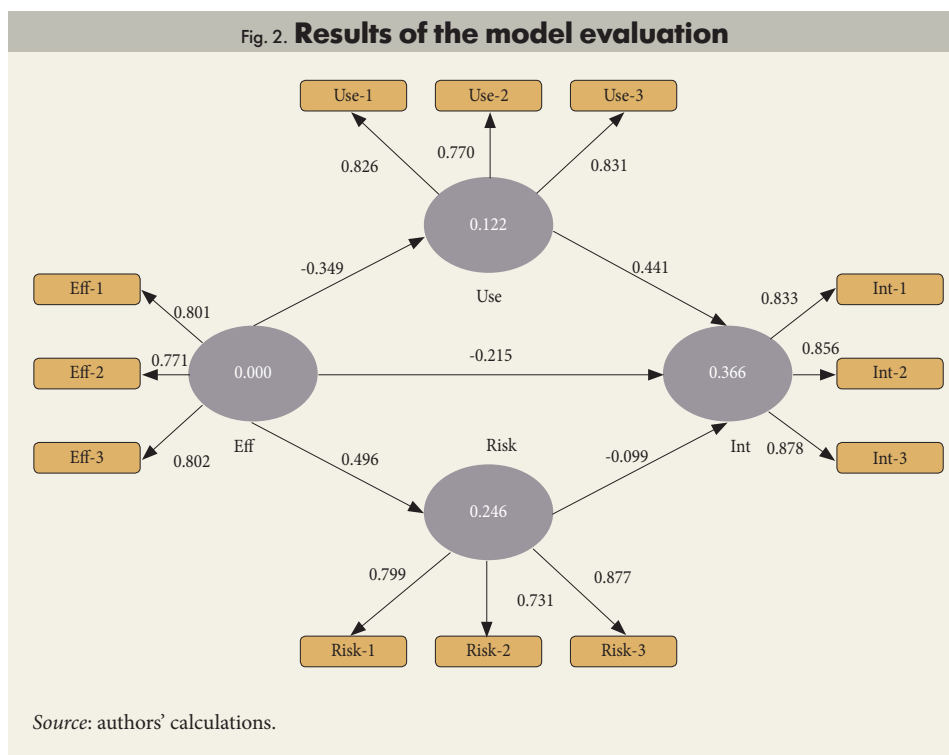 Fig. 2. Results of the model evaluation
Use-1 Use-2 Use-3
0.826 0.770 0.831
0.122
Use
-0.349 0.441
Eff-1
Eff-2
Eff-3
0.801
0.771
0.802
0.000
Eff
-0.215
0.366
Int
0.833
0.856
0.878
Int-1
Int-2
Int-3
0.496 -0.099
Risk
0.246
0.799 0.731 0.877
Risk-1 Risk-2 Risk-3
Source: authors’ calculations.